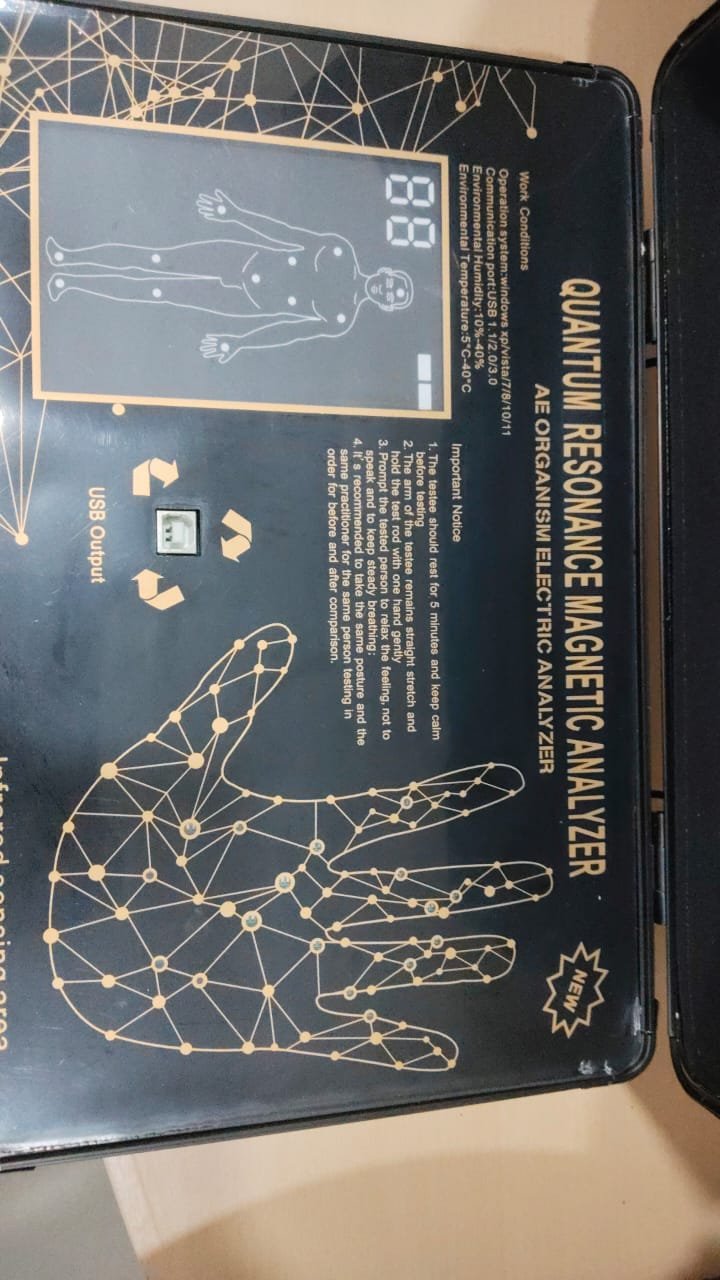 QUANTUM RESONANCE MAGNETIC ANALYZER
AE ORGANISM ELECTRIC ANALYZER
NEW
Work Conditions
Operation system:windows xp/vista/7/8/10/11
Communication port:USB 1.1/2.0/3.0
Environmental Humidity:10%-40%
Environmental Temperature:5°C-40°C
88
Important Notice
1. The testee should rest for 5 minutes and keep calm
before testing
2. The arm of the testee remains straight stretch and
hold the test rod with one hand gently
3. Prompt the tested person to relax the feeling, not to
speak and to keep steady breathing;
4. It's recommended to take the same posture and the
same practitioner for the same person testing in
order for before and after comparison.
USB Output
Infrared sensing area